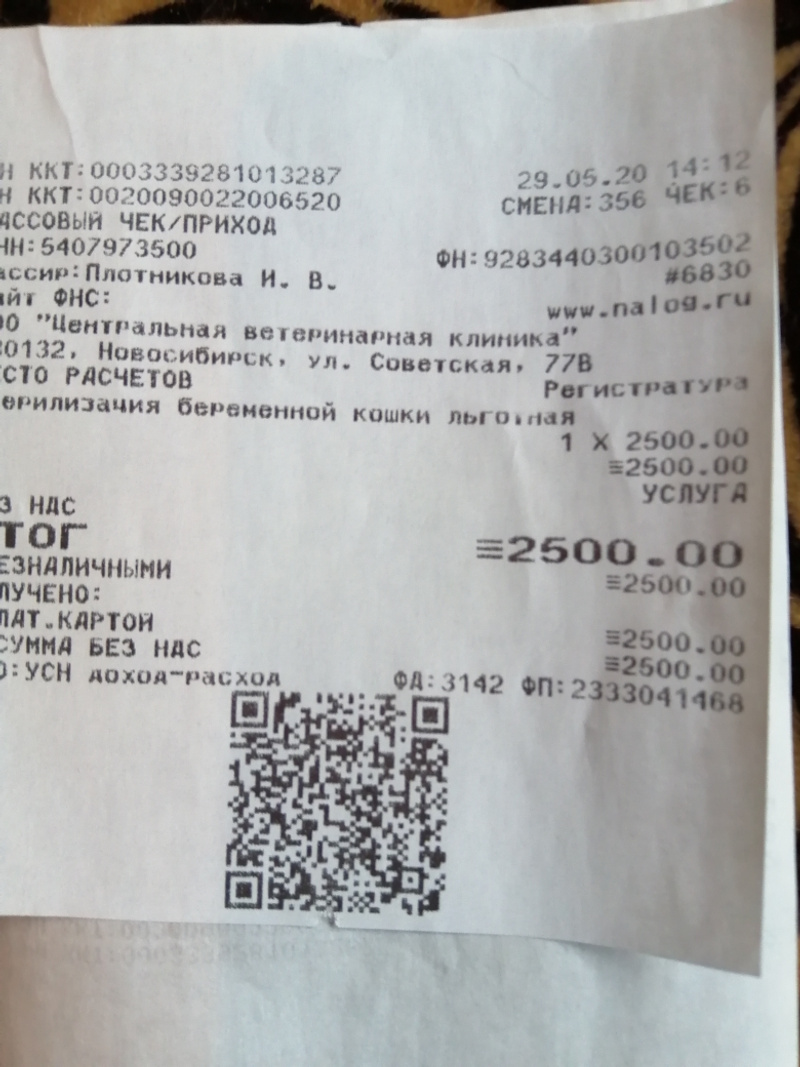 Н ККТ:0003339281013287 29.05.20 14:12
Н ККТ:0020090022006520 СМЕНА:356 ЧЕК:6
АССОВЫЙ ЧЕК/ПРИХОД
НН:5407973500 ФН:9283440300103502
ассир:Плотникова И. В. #6830
айт ФНС: www.nalog.ru
ОО "Центральная ветеринарная клиника"
30132, Новосибирск, ул. Советская, 77В
СТО РАСЧЕТОВ Регистратура
ерилизация беременной кошки льготная
1 X 2500.00
≡2500.00
УСЛУГА
З НДС
ТОГ ≡2500.00
ЕЗНАЛИЧНЫМИ ≡2500.00
ЛУЧЕНО:
ЛАТ.КАРТОЙ ≡2500.00
СУММА БЕЗ НДС ≡2500.00
О:УСН доход-расход ФД:3142 ФП:2333041468